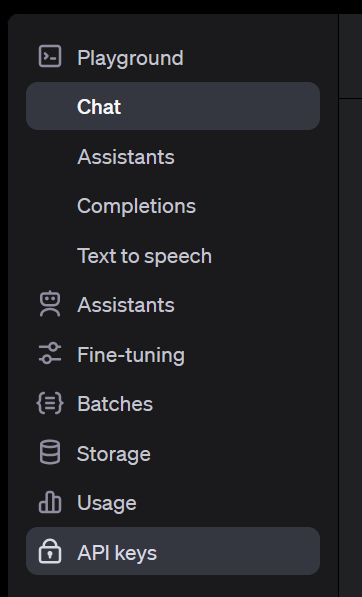 Playground
Chat
Assistants
Completions
Text to speech
Assistants
Fine-tuning
Batches
Storage
Usage
API keys